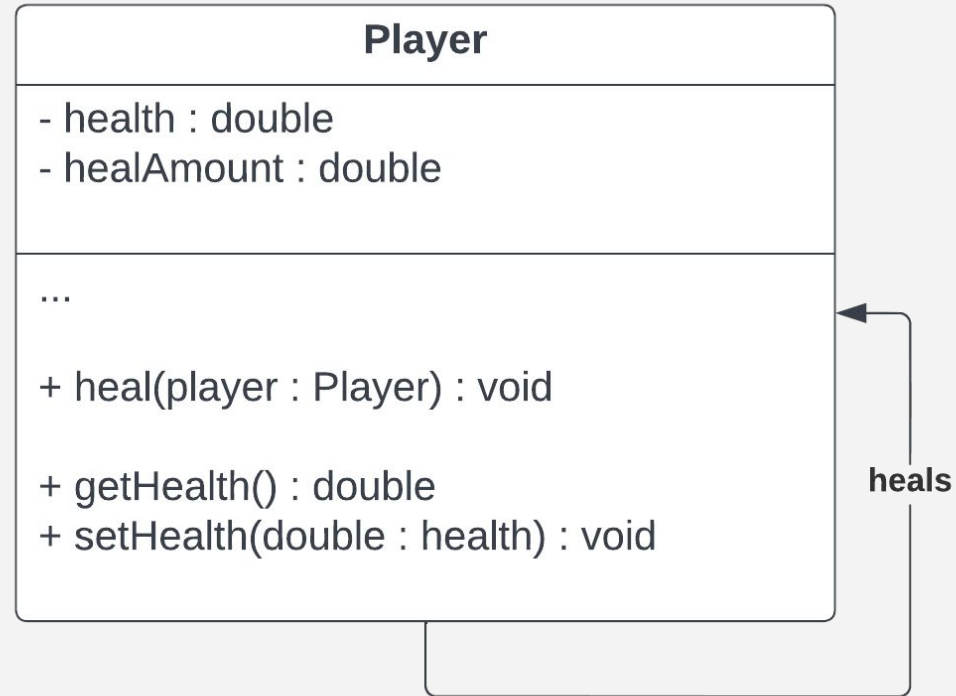 Player
- health : double
- healAmount : double
...
+ heal(player : Player) : void
+ getHealth() : double
+ setHealth(double : health) : void
heals